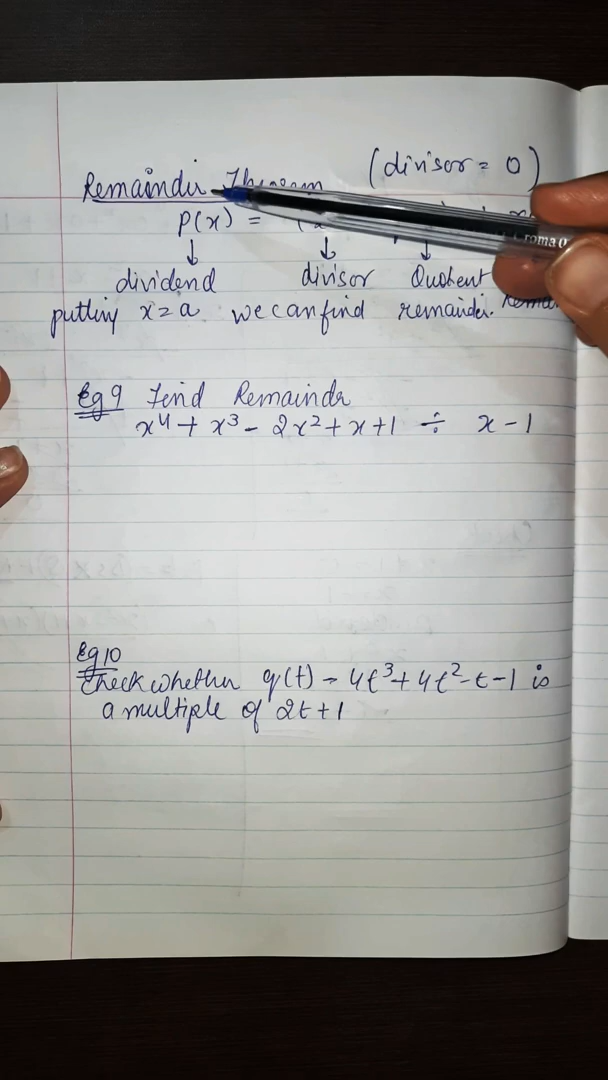 Remainder Theorem (divisor = 0)
p(x) =
↓ ↓ ↓
dividend divisor Quotient
putting x=a we can find remainder.
Eg 9 Find Remainder
x⁴ + x³ - 2x² + x + 1 ÷ x - 1
Eg 10
Check whether q(t) = 4t³ + 4t² - t - 1 is
a multiple of 2t + 1